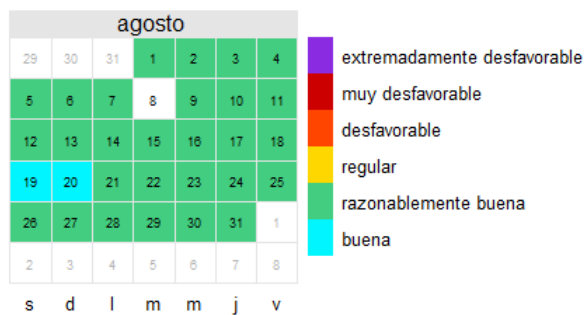 agosto
29 30 31 1 2 3 4
5 6 7 8 9 10 11
12 13 14 15 16 17 18
19 20 21 22 23 24 25
26 27 28 29 30 31 1
2 3 4 5 6 7 8
s d l m m j v
extremadamente desfavorable
muy desfavorable
desfavorable
regular
razonablemente buena
buena